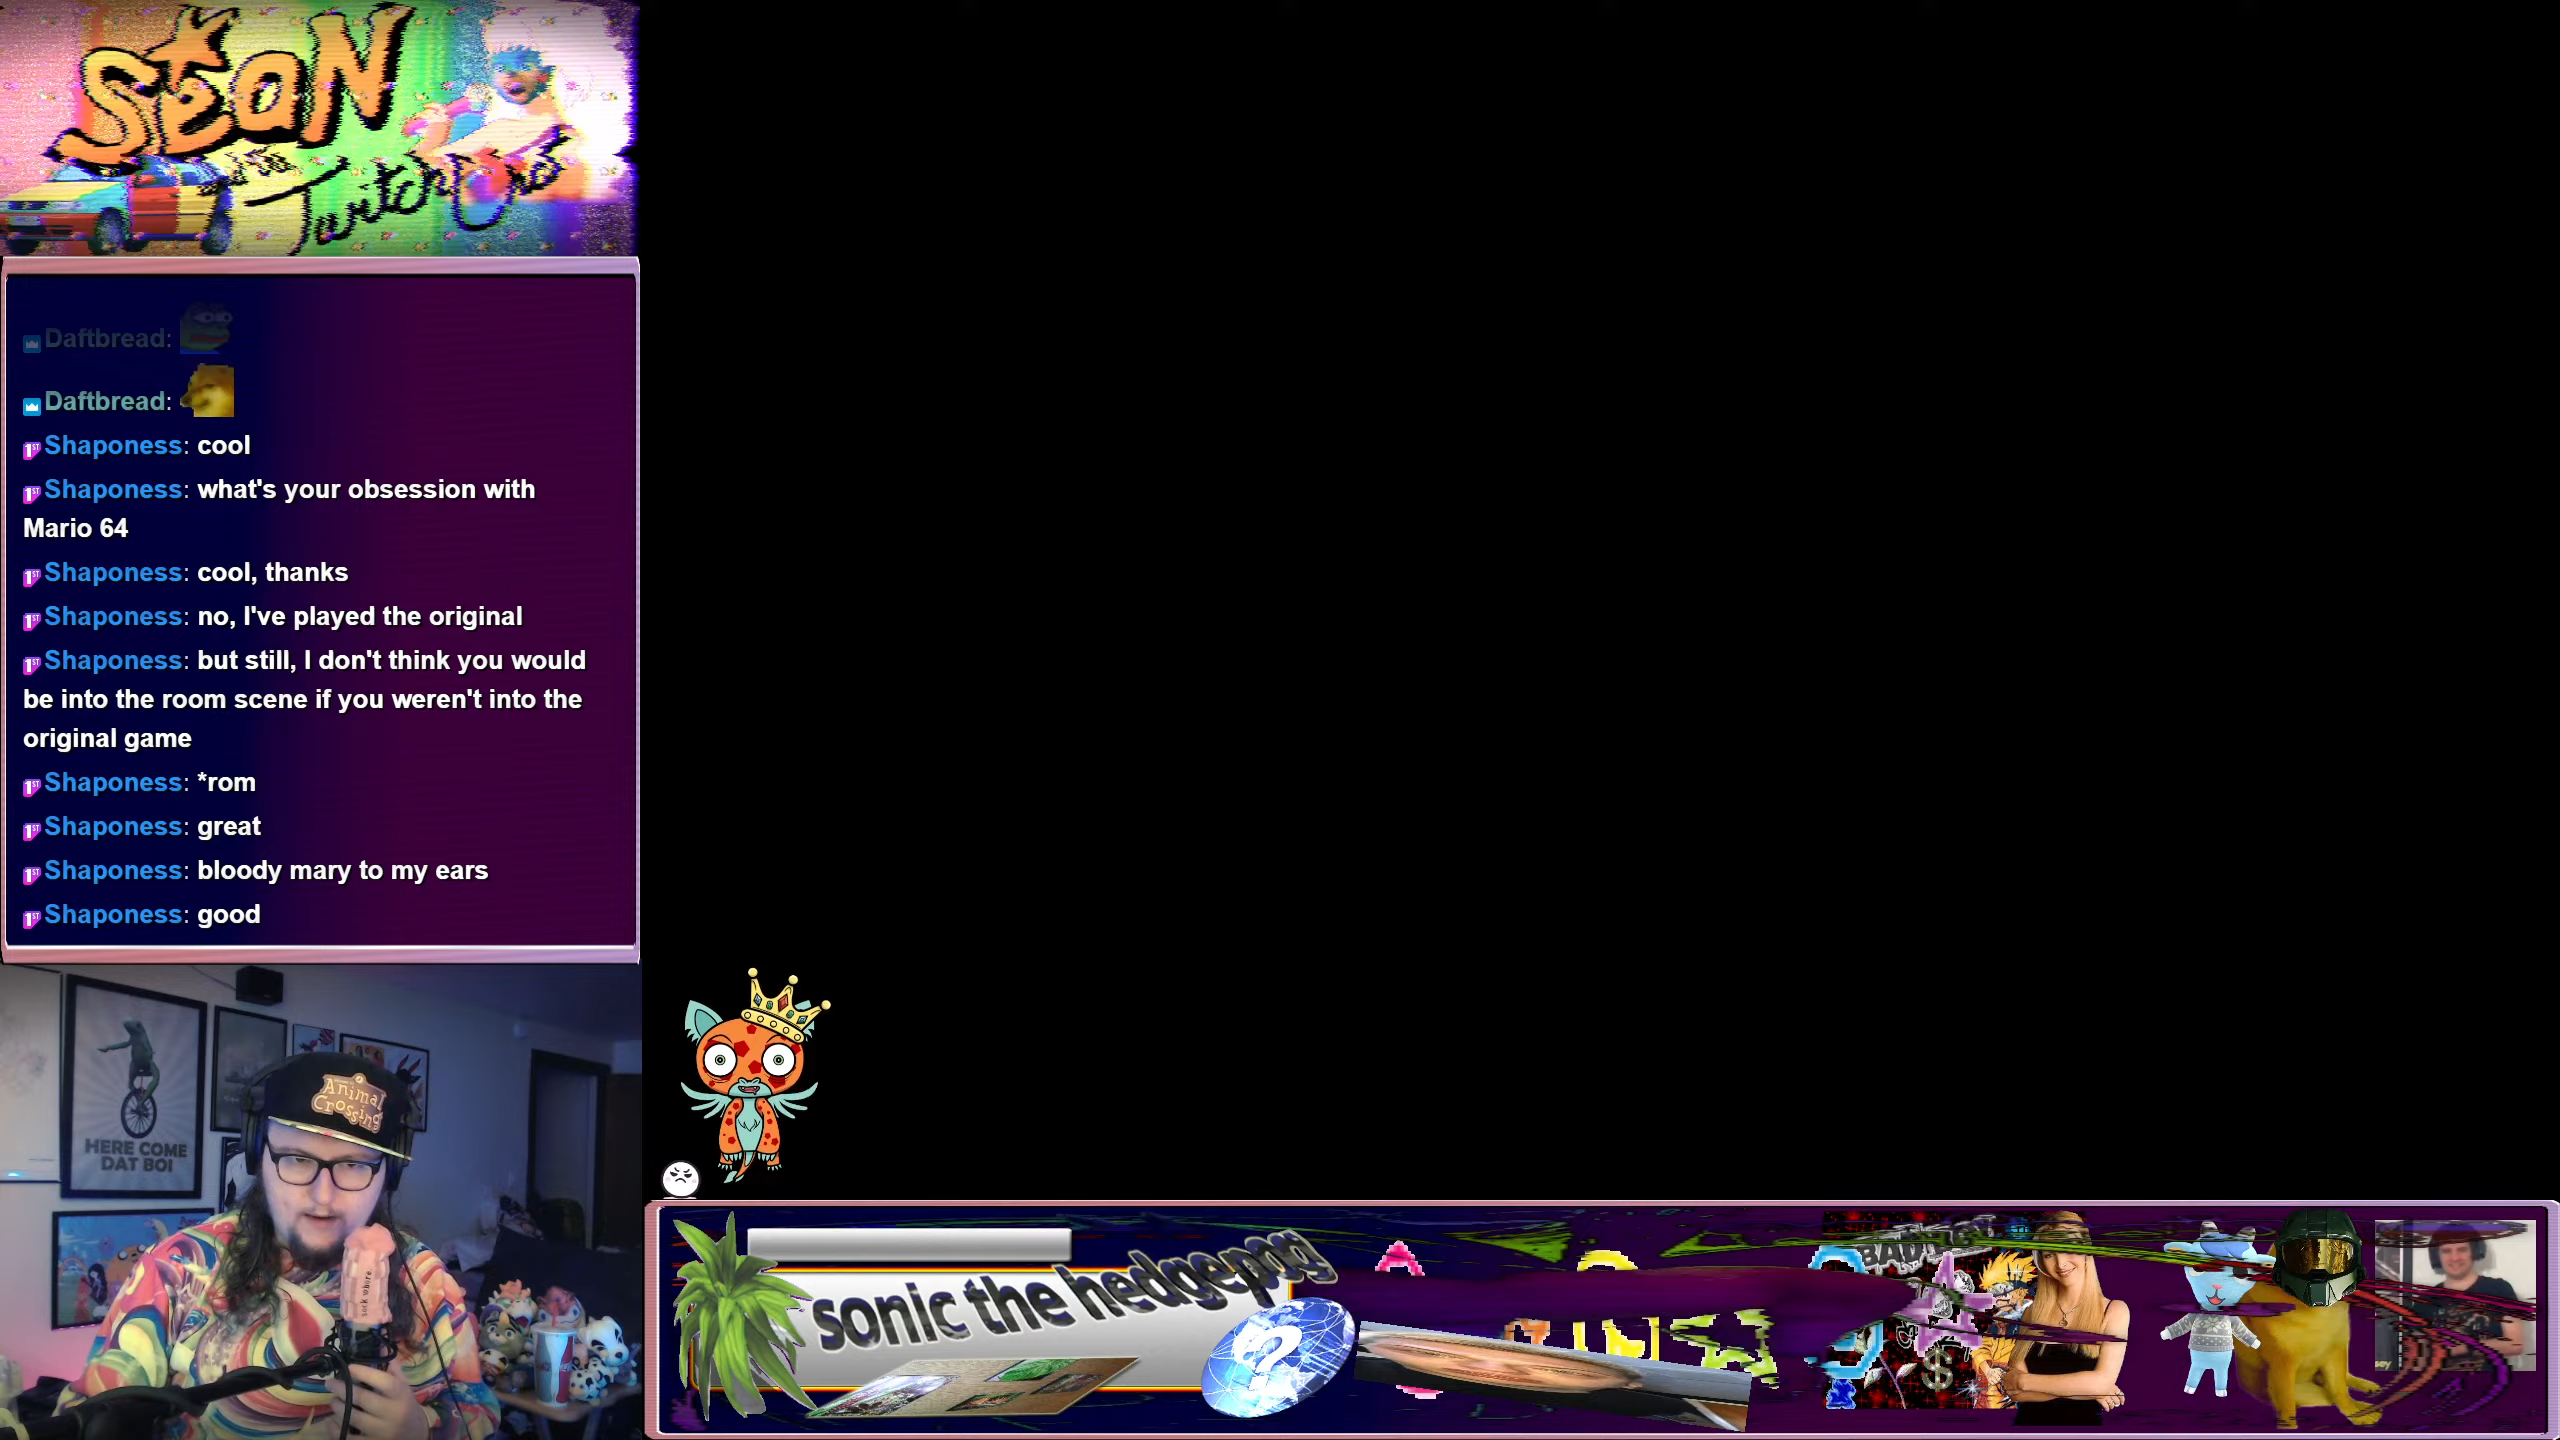 SEAN
Daftbread:
Daftbread:
Shaponess: cool
Shaponess: what's your obsession with
Mario 64
Shaponess: cool, thanks
Shaponess: no, I've played the original
Shaponess: but still, I don't think you would
be into the room scene if you weren't into the
original game
Shaponess: *rom
Shaponess: great
Shaponess: bloody mary to my ears
Shaponess: good
HERE COME
DAT BOI
Animal
Crossing
sonic the hedgepog